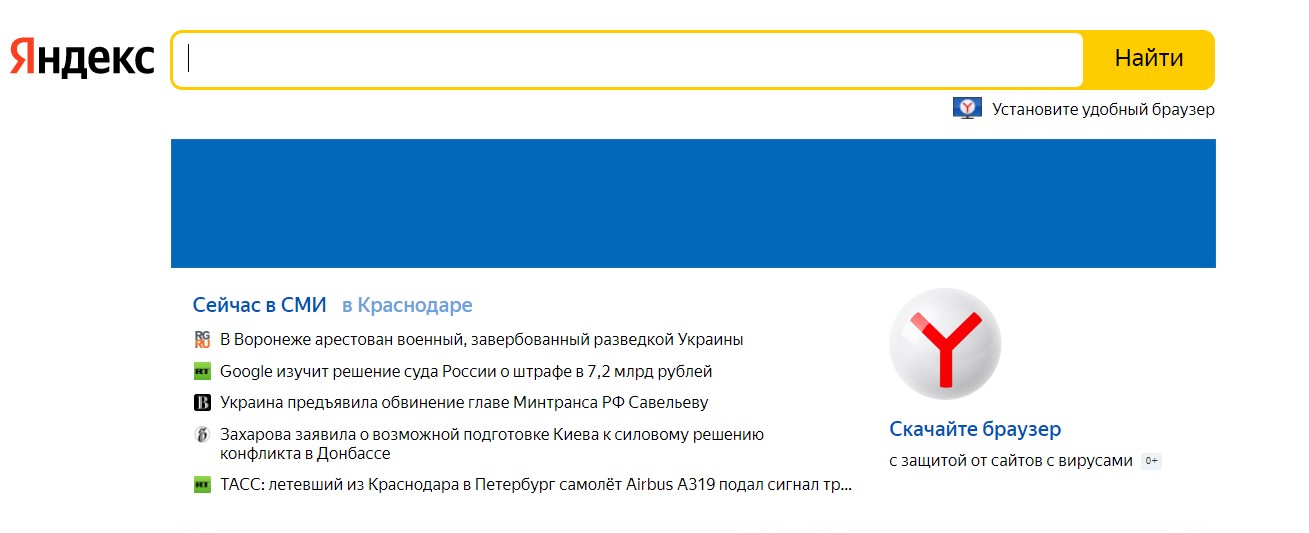 Яндекс
Найти
Установите удобный браузер
Сейчас в СМИ в Краснодаре
RG RU В Воронеже арестован военный, завербованный разведкой Украины
RT Google изучит решение суда России о штрафе в 7,2 млрд рублей
В Украина предъявила обвинение главе Минтранса РФ Савельеву
Ъ Захарова заявила о возможной подготовке Киева к силовому решению
конфликта в Донбассе
RT ТАСС: летевший из Краснодара в Петербург самолёт Airbus A319 подал сигнал тр...
Y
Скачайте браузер
с защитой от сайтов с вирусами 0+